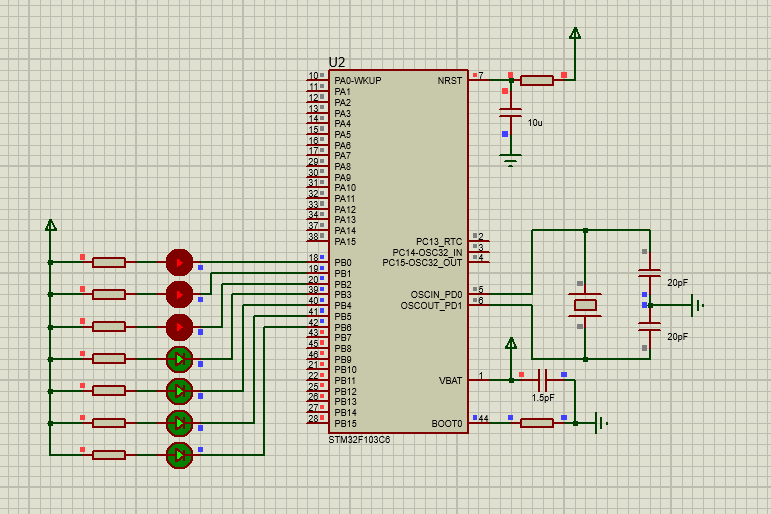 U2
10 PA0-WKUP NRST 7
11 PA1
12 PA2
13 PA3
14 PA4
15 PA5
16 PA6
17 PA7
29 PA8
30 PA9
31 PA10
32 PA11
33 PA12
34 PA13
37 PA14
38 PA15 PC13_RTC 2
PC14-OSC32_IN 3
PC15-OSC32_OUT 4
18 PB0
19 PB1
20 PB2
39 PB3 OSCIN_PD0 5
40 PB4 OSCOUT_PD1 6
41 PB5
42 PB6
43 PB7
45 PB8
46 PB9
21 PB10
22 PB11 VBAT 1
25 PB12
26 PB13
27 PB14
28 PB15 BOOT0 44
STM32F103C6
10u
20pF
20pF
1.5pF